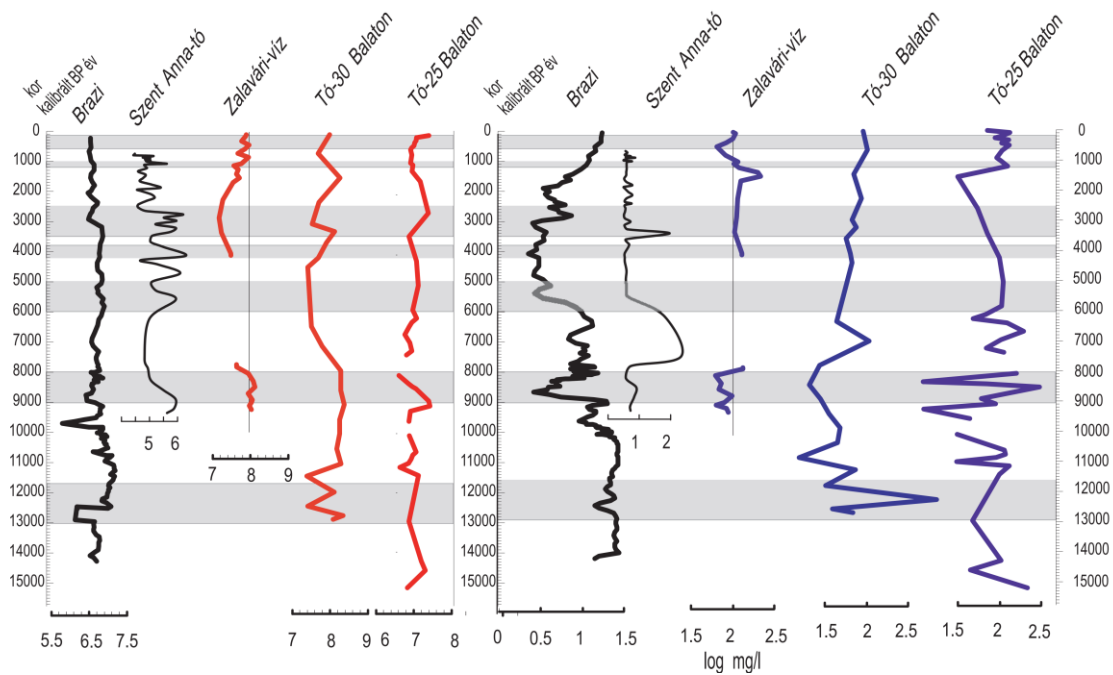 kor
kalibrált BP év
Brazi
Szent Anna-tó
Zalavári-víz
Tó-30 Balaton
Tó-25 Balaton
kor
kalibrált BP év
Brazi
Szent Anna-tó
Zalavári-víz
Tó-30 Balaton
Tó-25 Balaton
0 0 0
1000 1000 1000
2000 2000 2000
3000 3000 3000
4000 4000 4000
5000 5000 5000
6000 6000 6000
7000 7000 7000
8000 8000 8000
9000 9000 9000
10000 10000 10000
11000 11000 11000
12000 12000 12000
13000 13000 13000
14000 14000 14000
15000 15000 15000
5 6
7 8 9
1 2
5.5 6.5 7.5
7 8 9
6 7 8
0 0.5 1.0 1.5
1.5 2 2.5
1.5 2.0 2.5
1.5 2 2.5
log mg/l